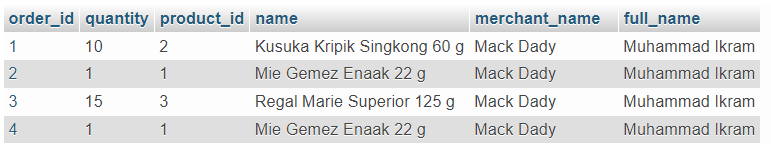 order_id quantity product_id name merchant_name full_name
1 10 2 Kusuka Kripik Singkong 60 g Mack Dady Muhammad Ikram
2 1 1 Mie Gemez Enaak 22 g Mack Dady Muhammad Ikram
3 15 3 Regal Marie Superior 125 g Mack Dady Muhammad Ikram
4 1 1 Mie Gemez Enaak 22 g Mack Dady Muhammad Ikram